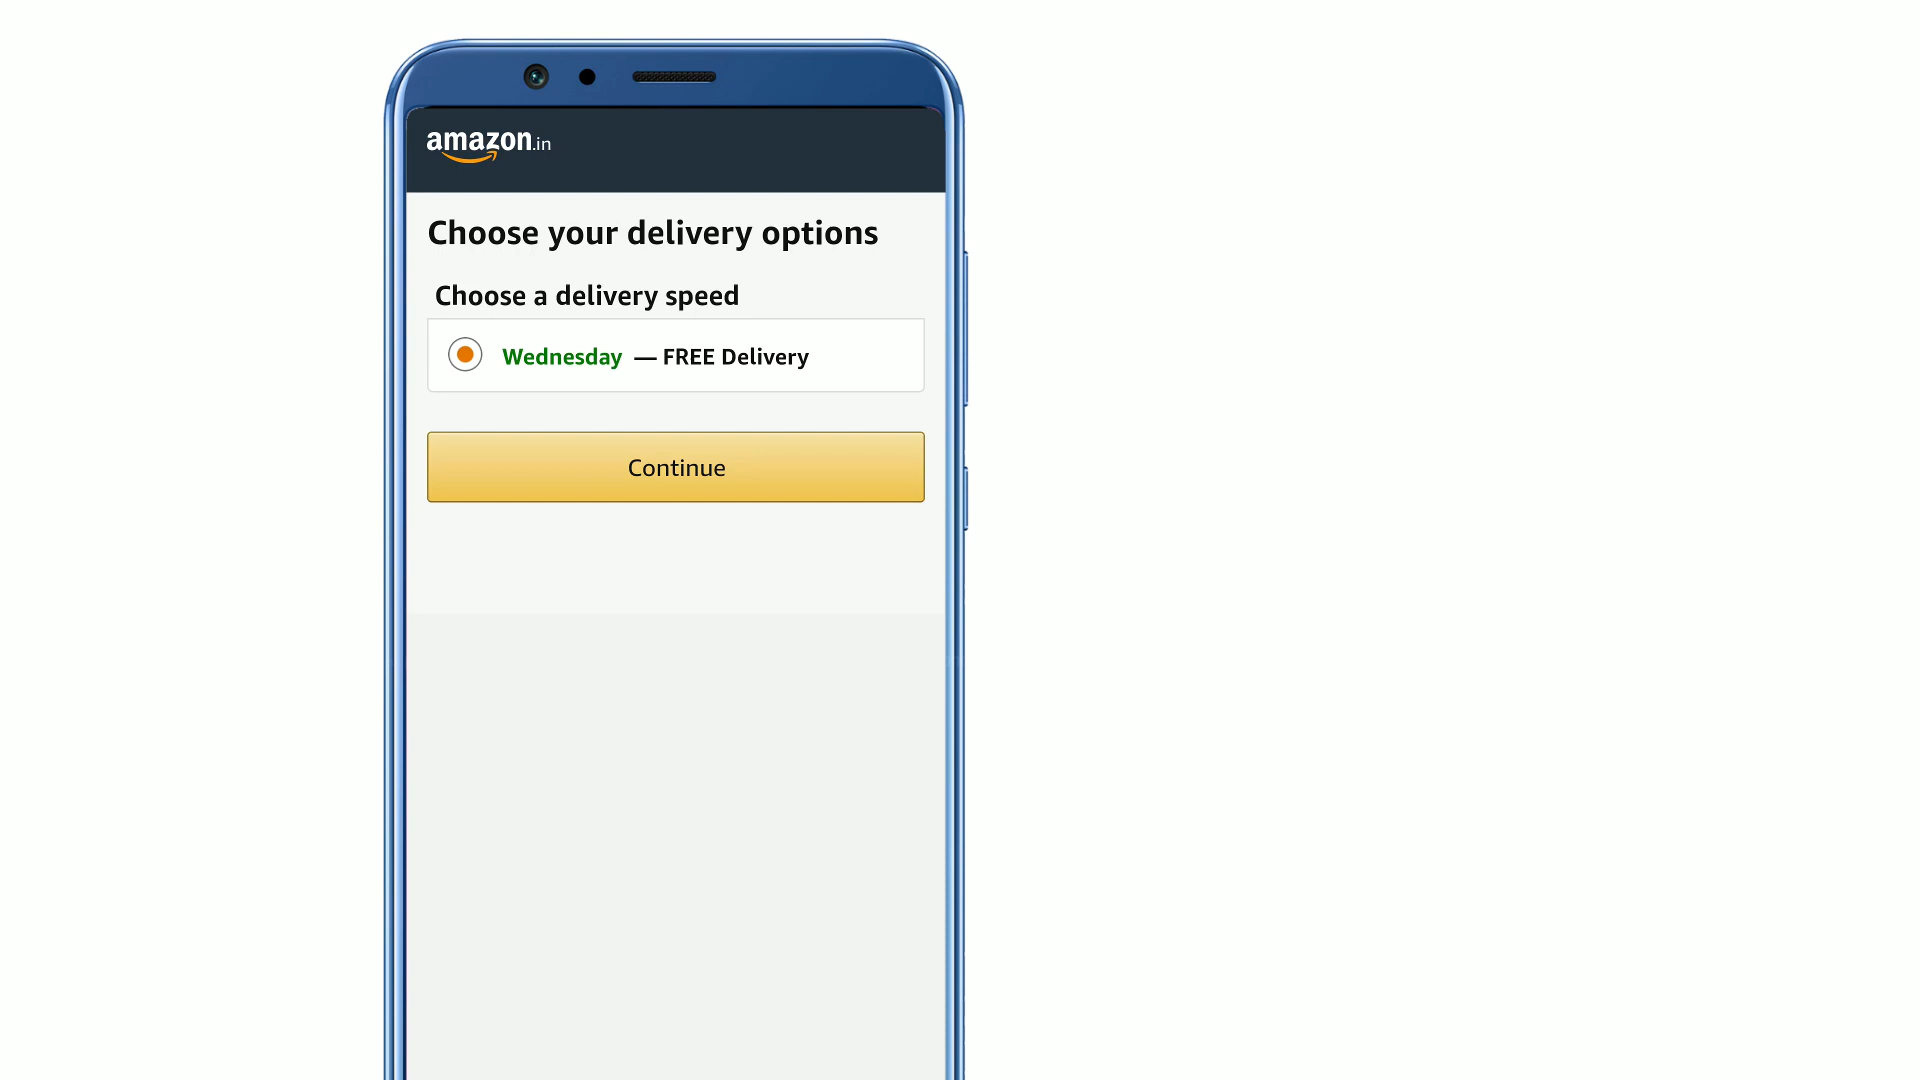 amazon.in
Choose your delivery options
Choose a delivery speed
Wednesday — FREE Delivery
Continue